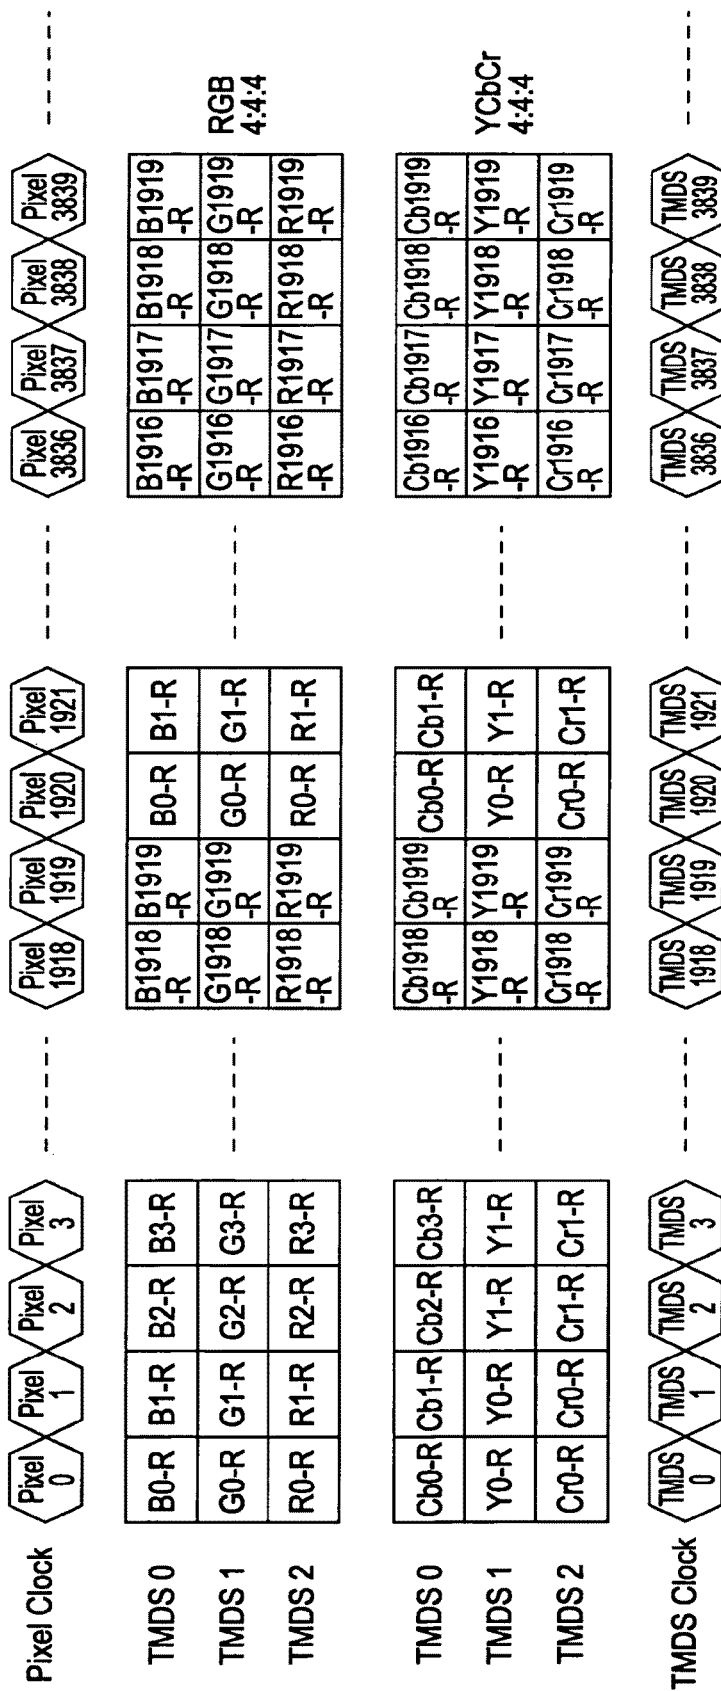 Pixel Clock
Pixel 0 Pixel 1 Pixel 2 Pixel 3 Pixel 1918 Pixel 1919 Pixel 1920 Pixel 1921 Pixel 3836 Pixel 3837 Pixel 3838 Pixel 3839
TMDS 0 B0-R B1-R B2-R B3-R B1918-R B1919-R B0-R B1-R B1916-R B1917-R B1918-R B1919-R
TMDS 1 G0-R G1-R G2-R G3-R G1918-R G1919-R G0-R G1-R G1916-R G1917-R G1918-R G1919-R
TMDS 2 R0-R R1-R R2-R R3-R R1918-R R1919-R R0-R R1-R R1916-R R1917-R R1918-R R1919-R
RGB
4:4:4
TMDS 0 Cb0-R Cb1-R Cb2-R Cb3-R Cb1918-R Cb1919-R Cb0-R Cb1-R Cb1916-R Cb1917-R Cb1918-R Cb1919-R
TMDS 1 Y0-R Y0-R Y1-R Y1-R Y1918-R Y1919-R Y0-R Y1-R Y1916-R Y1917-R Y1918-R Y1919-R
TMDS 2 Cr0-R Cr0-R Cr1-R Cr1-R Cr1918-R Cr1919-R Cr0-R Cr1-R Cr1916-R Cr1917-R Cr1918-R Cr1919-R
YCbCr
4:4:4
TMDS Clock
TMDS 0 TMDS 1 TMDS 2 TMDS 3 TMDS 1918 TMDS 1919 TMDS 1920 TMDS 1921 TMDS 3836 TMDS 3837 TMDS 3838 TMDS 3839